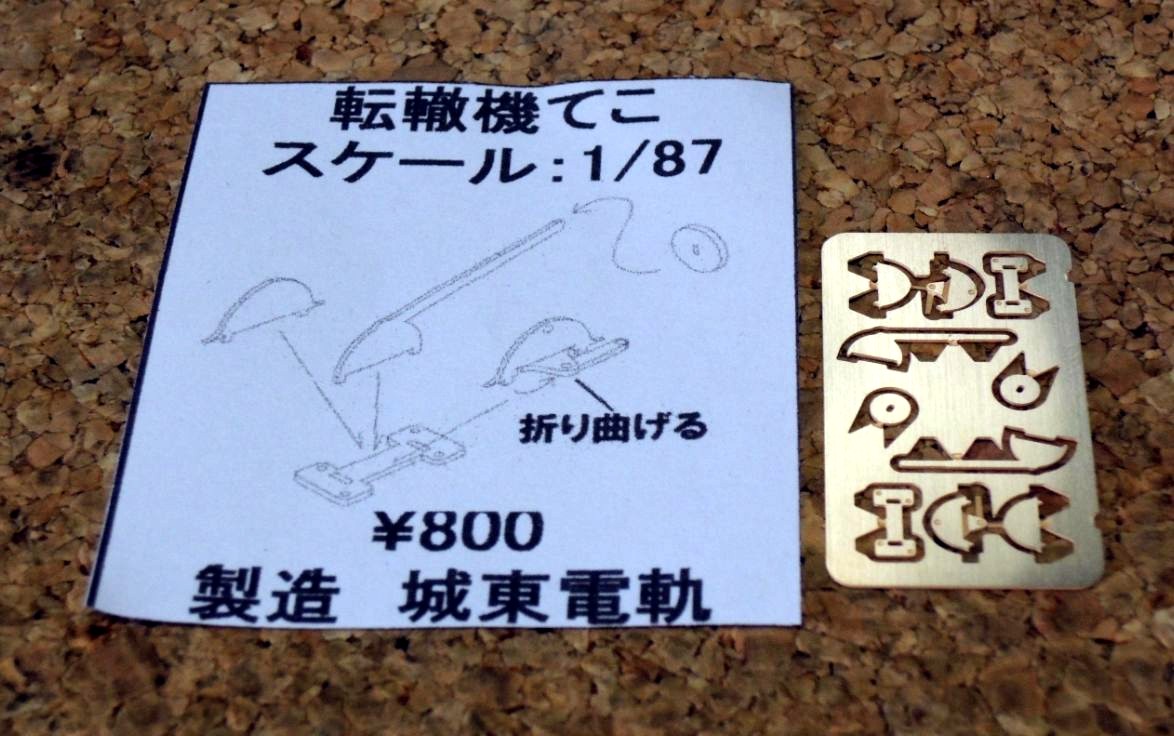 転轍機てこ
スケール:1/87
折り曲げる
¥800
製造　城東電軌